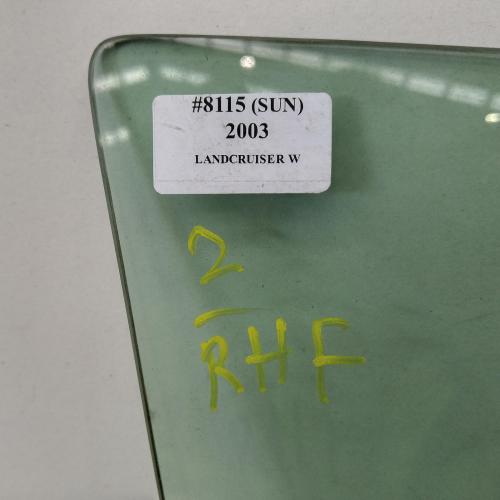 #8115 (SUN)
2003
LANDCRUISER W
2
RHF